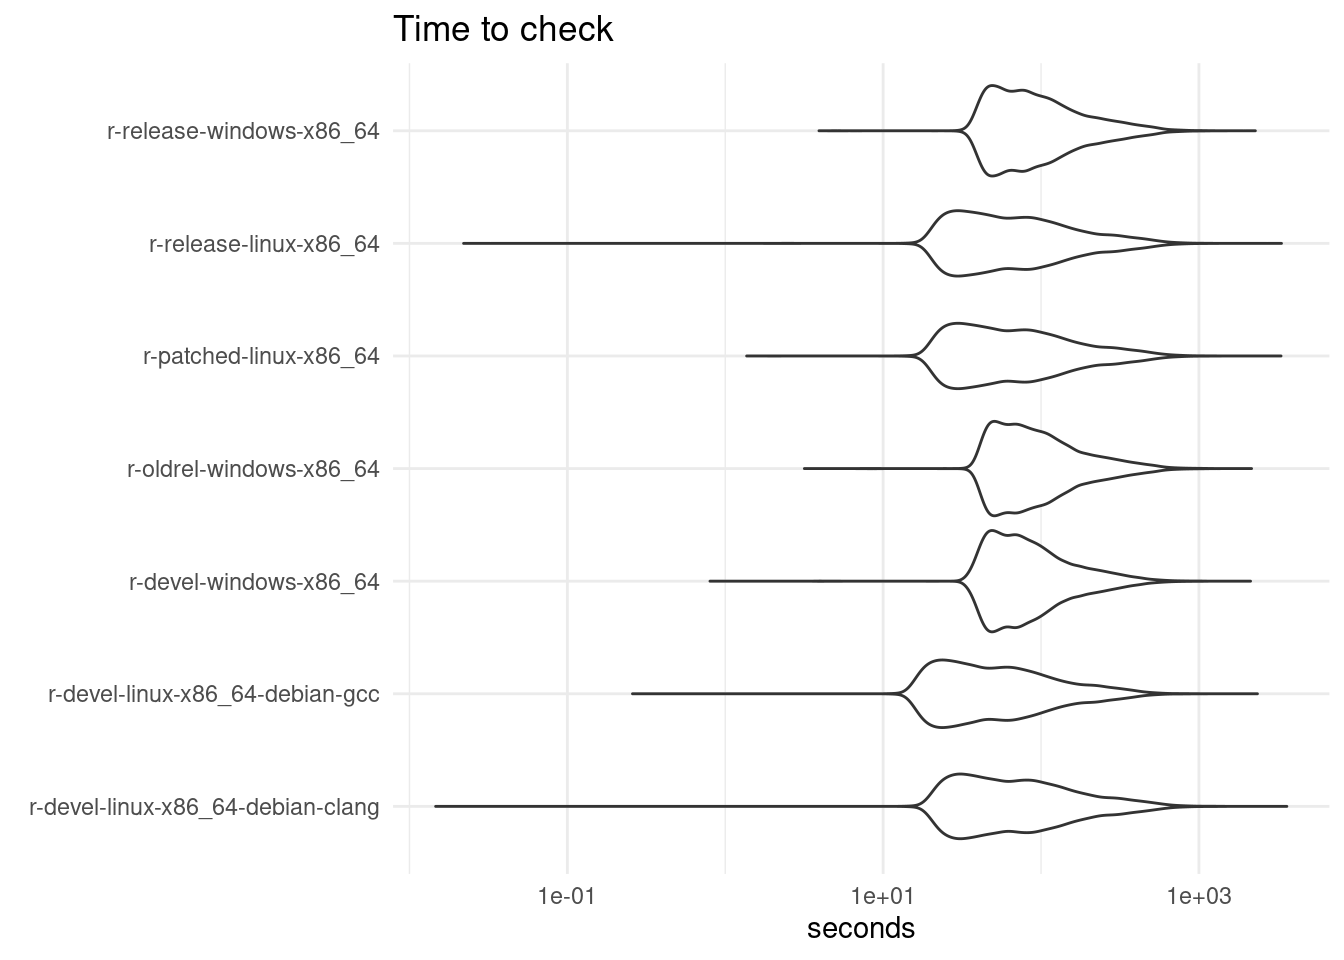 Time to check
r-release-windows-x86_64
r-release-linux-x86_64
r-patched-linux-x86_64
r-oldrel-windows-x86_64
r-devel-windows-x86_64
r-devel-linux-x86_64-debian-gcc
r-devel-linux-x86_64-debian-clang
1e-01 1e+01 1e+03
seconds